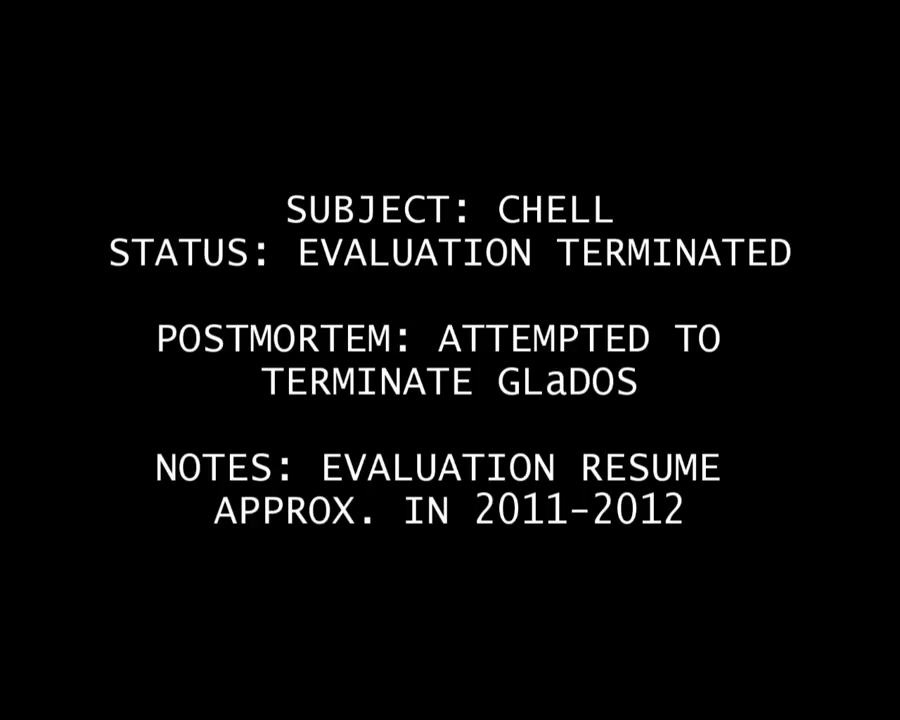 SUBJECT: CHELL
STATUS: EVALUATION TERMINATED
POSTMORTEM: ATTEMPTED TO
TERMINATE GLaDOS
NOTES: EVALUATION RESUME
APPROX. IN 2011-2012